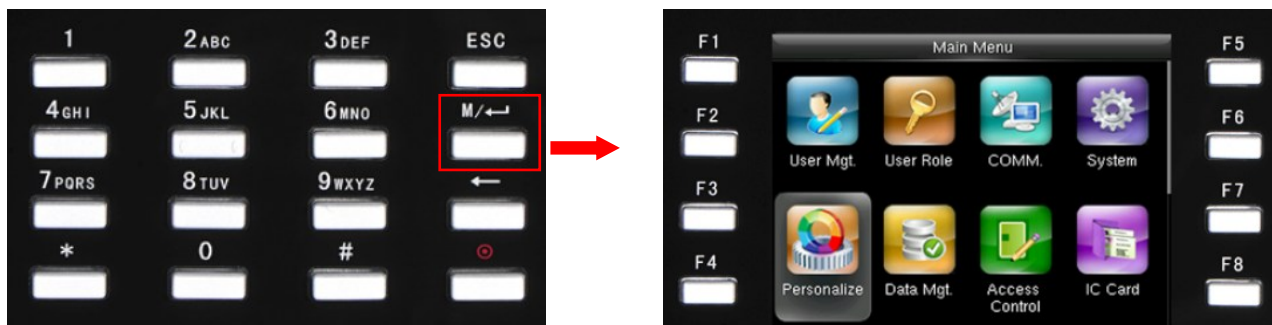 1 2ABC 3DEF ESC
4GHI 5JKL 6MNO M/↵
7PQRS 8TUV 9WXYZ ←
* 0 #
F1 Main Menu F5
F2 F6
User Mgt. User Role COMM. System
F3 F7
F4 F8
Personalize Data Mgt. Access Control IC Card